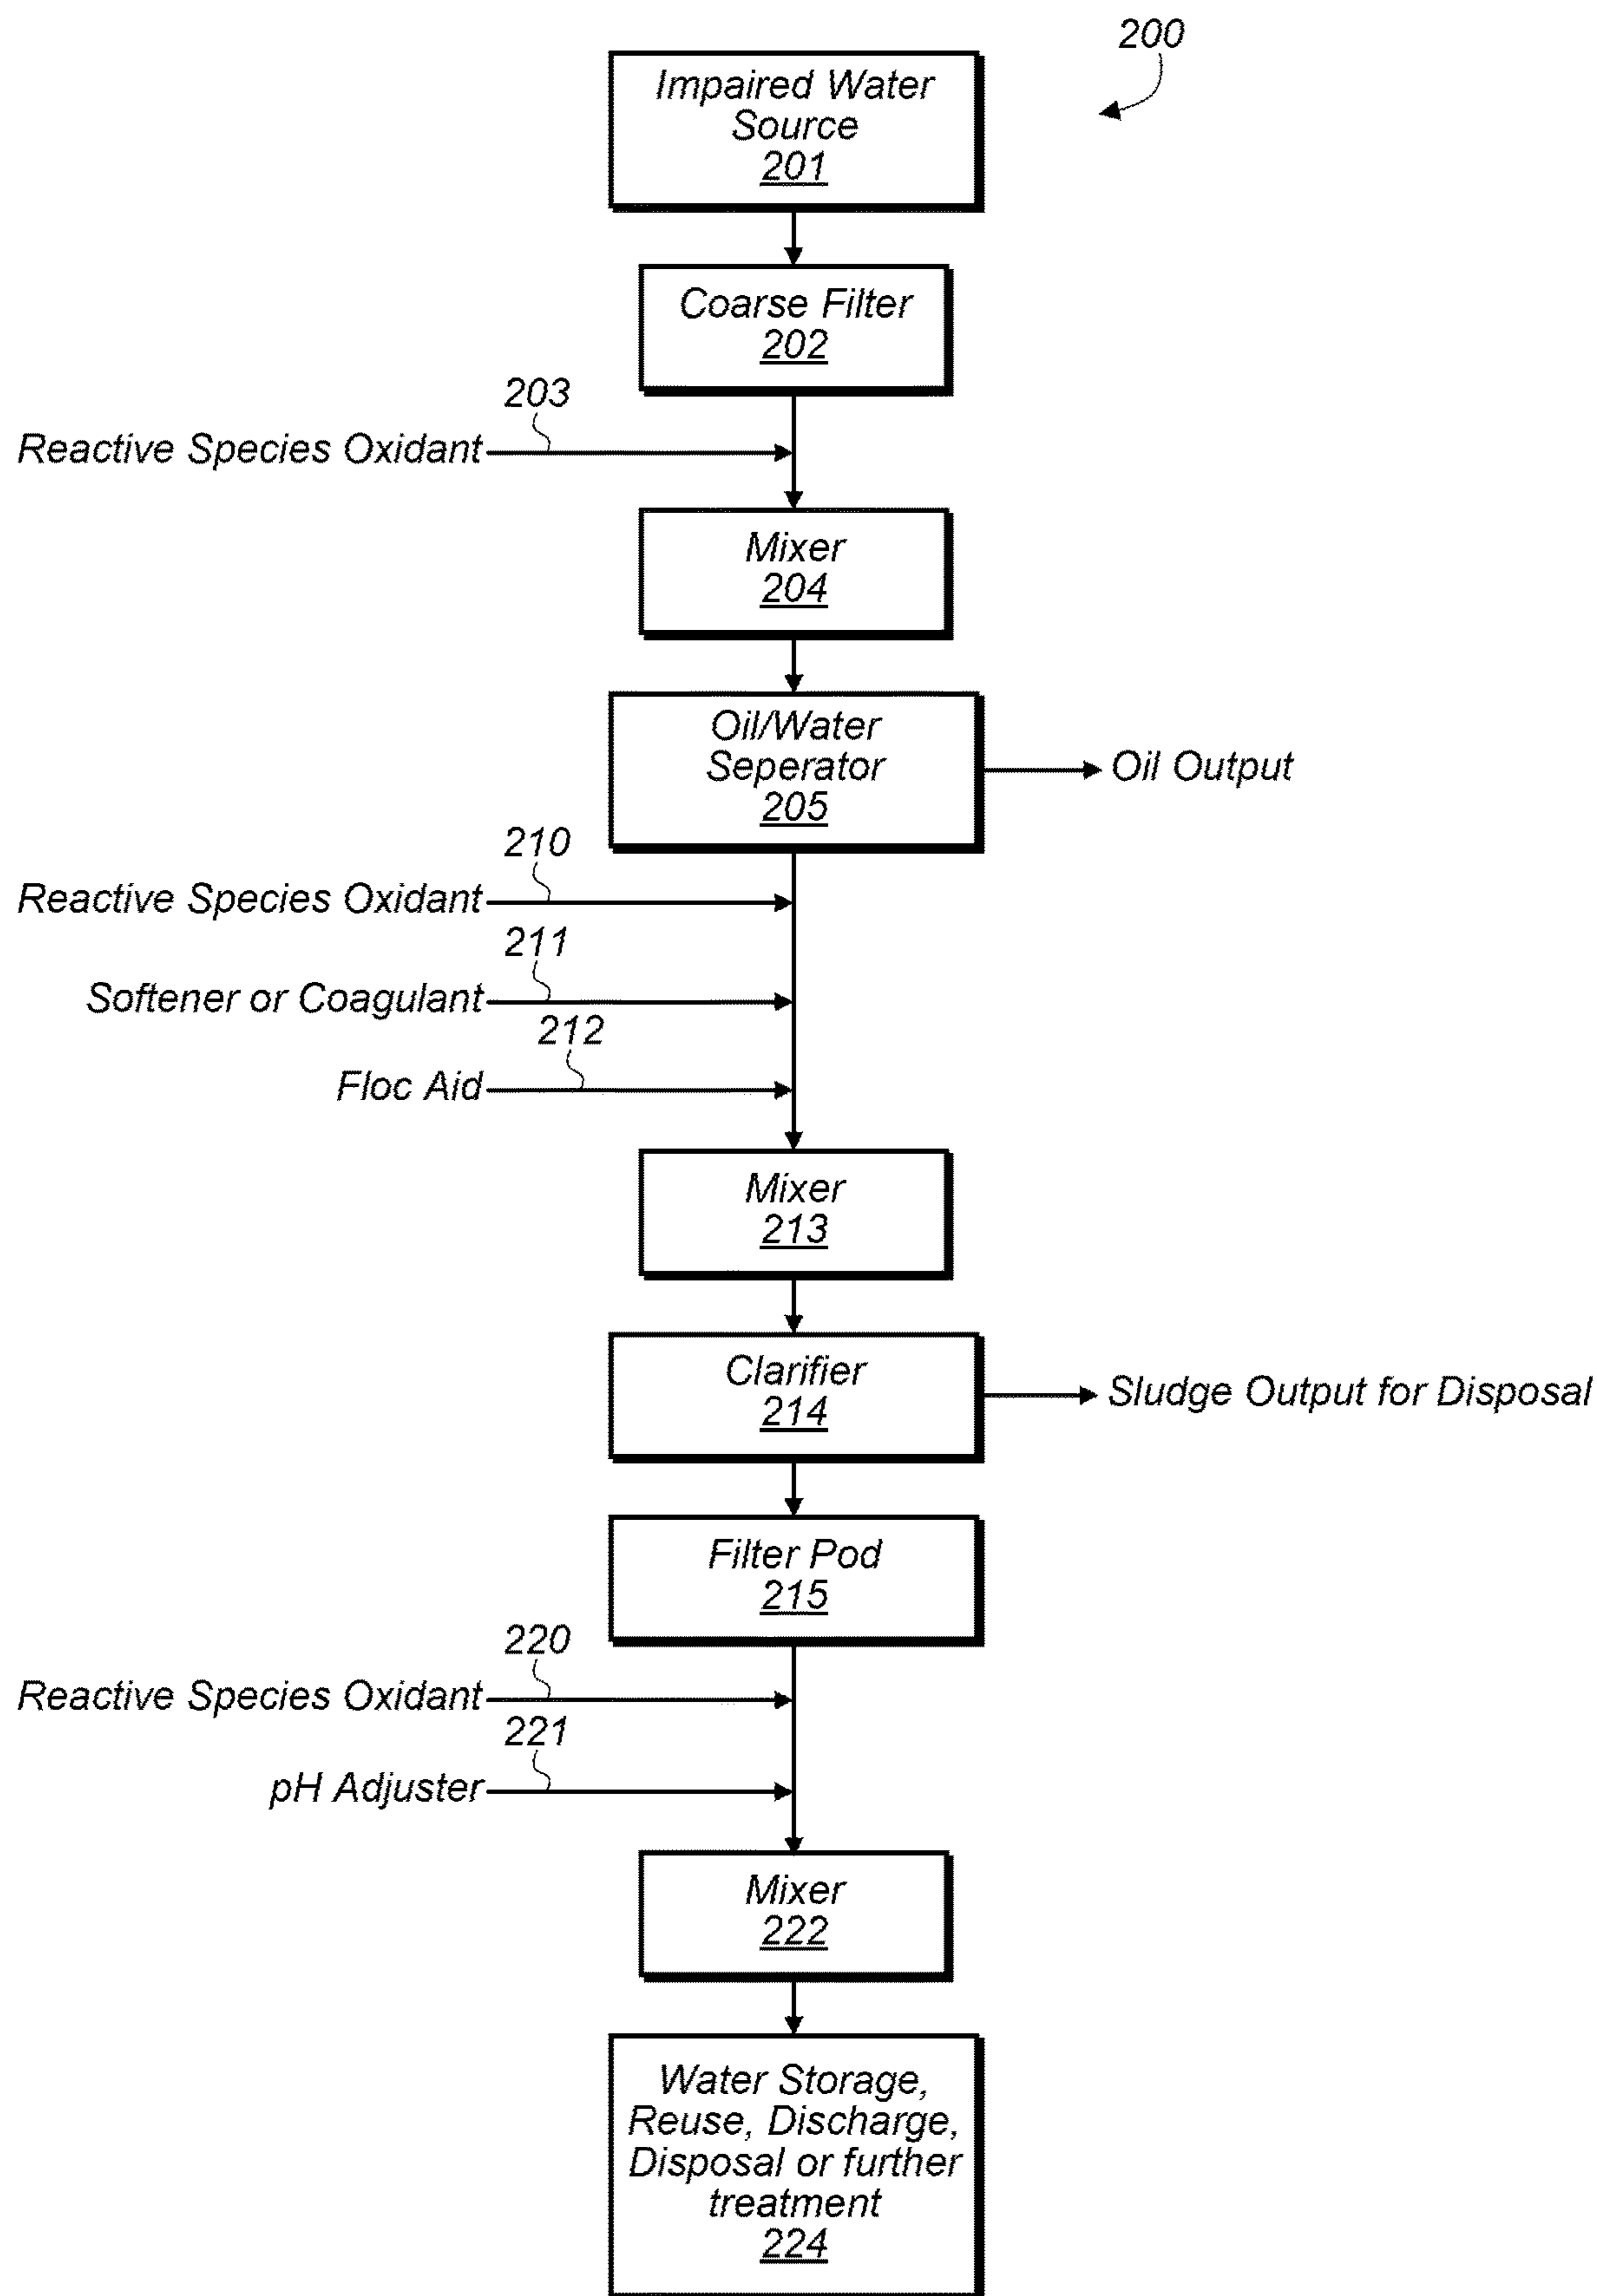 200
Impaired Water
Source
201
Coarse Filter
202
203
Reactive Species Oxidant
Mixer
204
Oil/Water
Seperator
205
Oil Output
210
Reactive Species Oxidant
211
Softener or Coagulant
212
Floc Aid
Mixer
213
Clarifier
214
Sludge Output for Disposal
Filter Pod
215
220
Reactive Species Oxidant
221
pH Adjuster
Mixer
222
Water Storage,
Reuse, Discharge,
Disposal or further
treatment
224